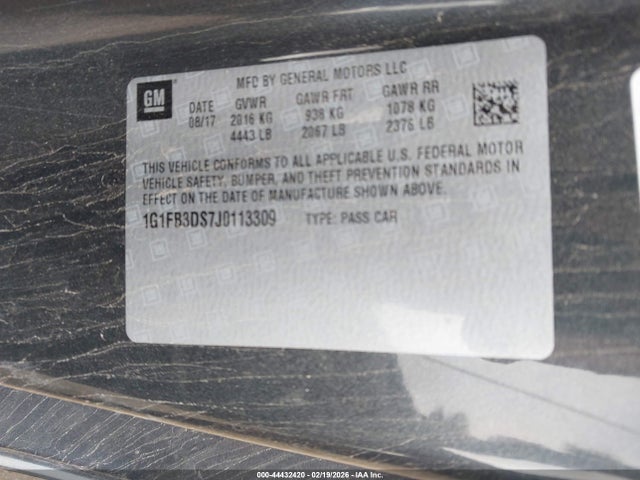 GM
MFD BY GENERAL MOTORS LLC
DATE GVWR GAWR FRT GAWR RR
08/17 2016 KG 938 KG 1078 KG
4443 LB 2067 LB 2376 LB
THIS VEHICLE CONFORMS TO ALL APPLICABLE U.S. FEDERAL MOTOR
VEHICLE SAFETY, BUMPER, AND THEFT PREVENTION STANDARDS IN
EFFECT ON THE DATE OF MANUFACTURE SHOWN ABOVE.
1G1FB3DS7J0113309 TYPE: PASS CAR
000-44432420 - 02/19/2026 - IAA Inc.